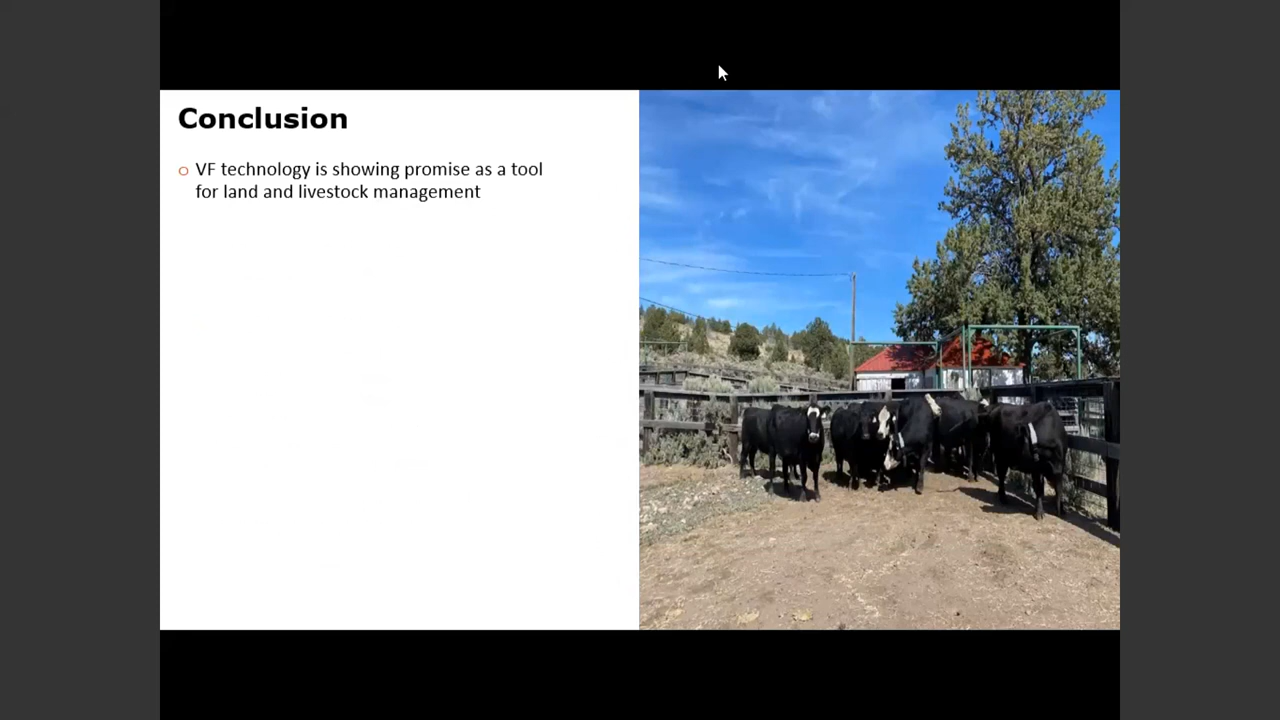 Conclusion
VF technology is showing promise as a tool
for land and livestock management